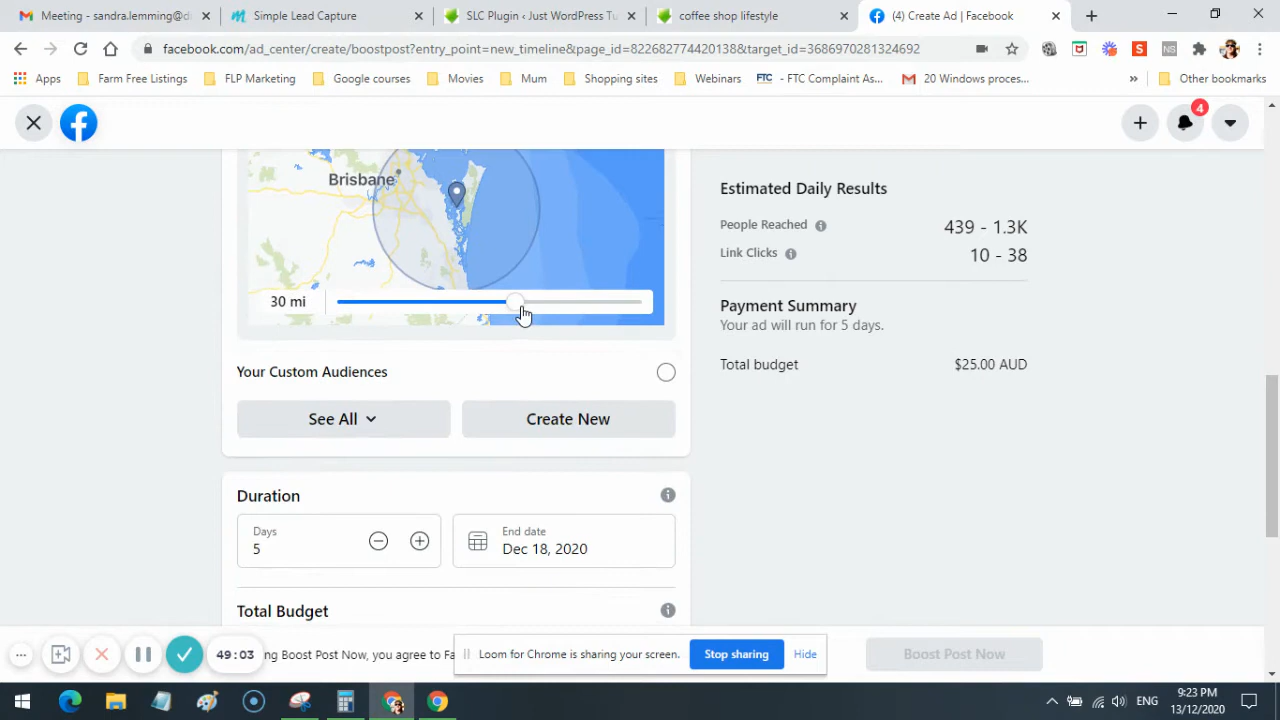 Meeting - sandra.lemming@d
Simple Lead Capture
SLC Plugin ‹ Just WordPress Tu
coffee shop lifestyle
(4) Create Ad | Facebook
facebook.com/ad_center/create/boostpost?entry_point=new_timeline&page_id=822682774420138&target_id=3686970281324692
Apps
Farm Free Listings
FLP Marketing
Google courses
Movies
Mum
Shopping sites
Webinars
FTC - FTC Complaint As...
20 Windows proces...
»
Other bookmarks
4
Brisbane
30 mi
Your Custom Audiences
See All
Create New
Duration
Days
5
End date
Dec 18, 2020
Total Budget
Estimated Daily Results
People Reached
439 - 1.3K
Link Clicks
10 - 38
Payment Summary
Your ad will run for 5 days.
Total budget
$25.00 AUD
49:03
ng Boost Post Now, you agree to Fa
Loom for Chrome is sharing your screen.
Stop sharing
Hide
Boost Post Now
ENG
9:23 PM
13/12/2020